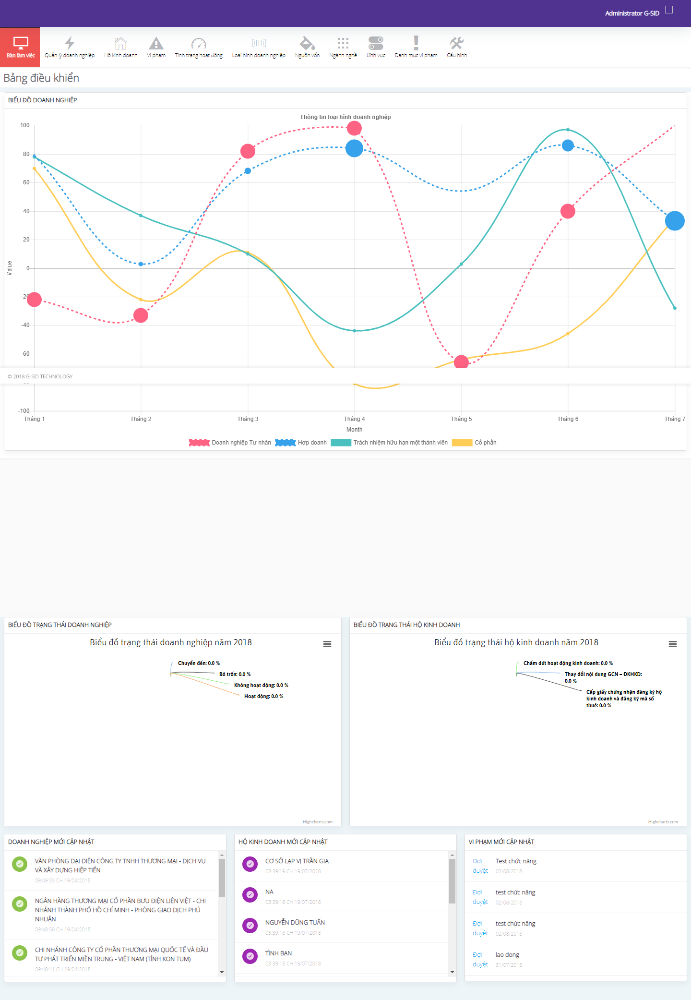 Administrator G-SID
Bàn làm việc
Quản lý doanh nghiệp
Hộ kinh doanh
Vi phạm
Tình trạng hoạt động
Loại hình doanh nghiệp
Nguồn vốn
Ngành nghề
Lĩnh vực
Danh mục vi phạm
Cấu hình
Bảng điều khiển
BIỂU ĐỒ DOANH NGHIỆP
Thông tin loại hình doanh nghiệp
100
80
60
40
20
0
-20
-40
-60
-100
Value
© 2018 G-SID TECHNOLOGY
Tháng 1
Tháng 2
Tháng 3
Tháng 4
Tháng 5
Tháng 6
Tháng 7
Month
Doanh nghiệp Tư nhân
Hợp doanh
Trách nhiệm hữu hạn một thành viên
Cổ phần
BIỂU ĐỒ TRẠNG THÁI DOANH NGHIỆP
Biểu đồ trạng thái doanh nghiệp năm 2018
Chuyển đến: 0.0 %
Bỏ trốn: 0.0 %
Không hoạt động: 0.0 %
Hoạt động: 0.0 %
Highcharts.com
BIỂU ĐỒ TRẠNG THÁI HỘ KINH DOANH
Biểu đồ trạng thái hộ kinh doanh năm 2018
Chấm dứt hoạt động kinh doanh: 0.0 %
Thay đổi nội dung GCN – ĐKHKD:
0.0 %
Cấp giấy chứng nhận đăng ký hộ
kinh doanh và đăng ký mã số
thuế: 0.0 %
Highcharts.com
DOANH NGHIỆP MỚI CẬP NHẬT
VĂN PHÒNG ĐẠI DIỆN CÔNG TY TNHH THƯƠNG MẠI - DỊCH VỤ
VÀ XÂY DỰNG HIỆP TIẾN
09:49:33 CH 19/04/2018
NGÂN HÀNG THƯƠNG MẠI CỔ PHẦN BƯU ĐIỆN LIÊN VIỆT - CHI
NHÁNH THÀNH PHỐ HỒ CHÍ MINH - PHÒNG GIAO DỊCH PHÚ
NHUẬN
09:48:58 CH 19/04/2018
CHI NHÁNH CÔNG TY CỔ PHẦN THƯƠNG MẠI QUỐC TẾ VÀ ĐẦU
TƯ PHÁT TRIỂN MIỀN TRUNG - VIỆT NAM (TỈNH KON TUM)
09:48:41 CH 19/04/2018
HỘ KINH DOANH MỚI CẬP NHẬT
CƠ SỞ LẠP VỊ TRẦN GIA
03:39:19 CH 19/07/2018
NA
03:39:18 CH 19/07/2018
NGUYỄN DŨNG TUẤN
03:39:18 CH 19/07/2018
TÌNH BẠN
03:39:18 CH 19/07/2018
VI PHẠM MỚI CẬP NHẬT
Đợi
duyệt
Test chức năng
02/08/2018
Đợi
duyệt
test chức năng
02/08/2018
Đợi
duyệt
test chức năng
02/08/2018
Đợi
duyệt
lao dong
31/07/2018